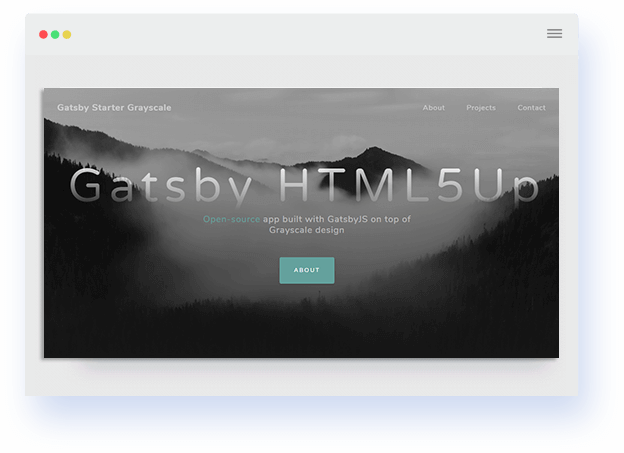 Gatsby Starter Grayscale
About Projects Contact
Gatsby HTML5Up
Open-source app built with GatsbyJS on top of
Grayscale design
ABOUT